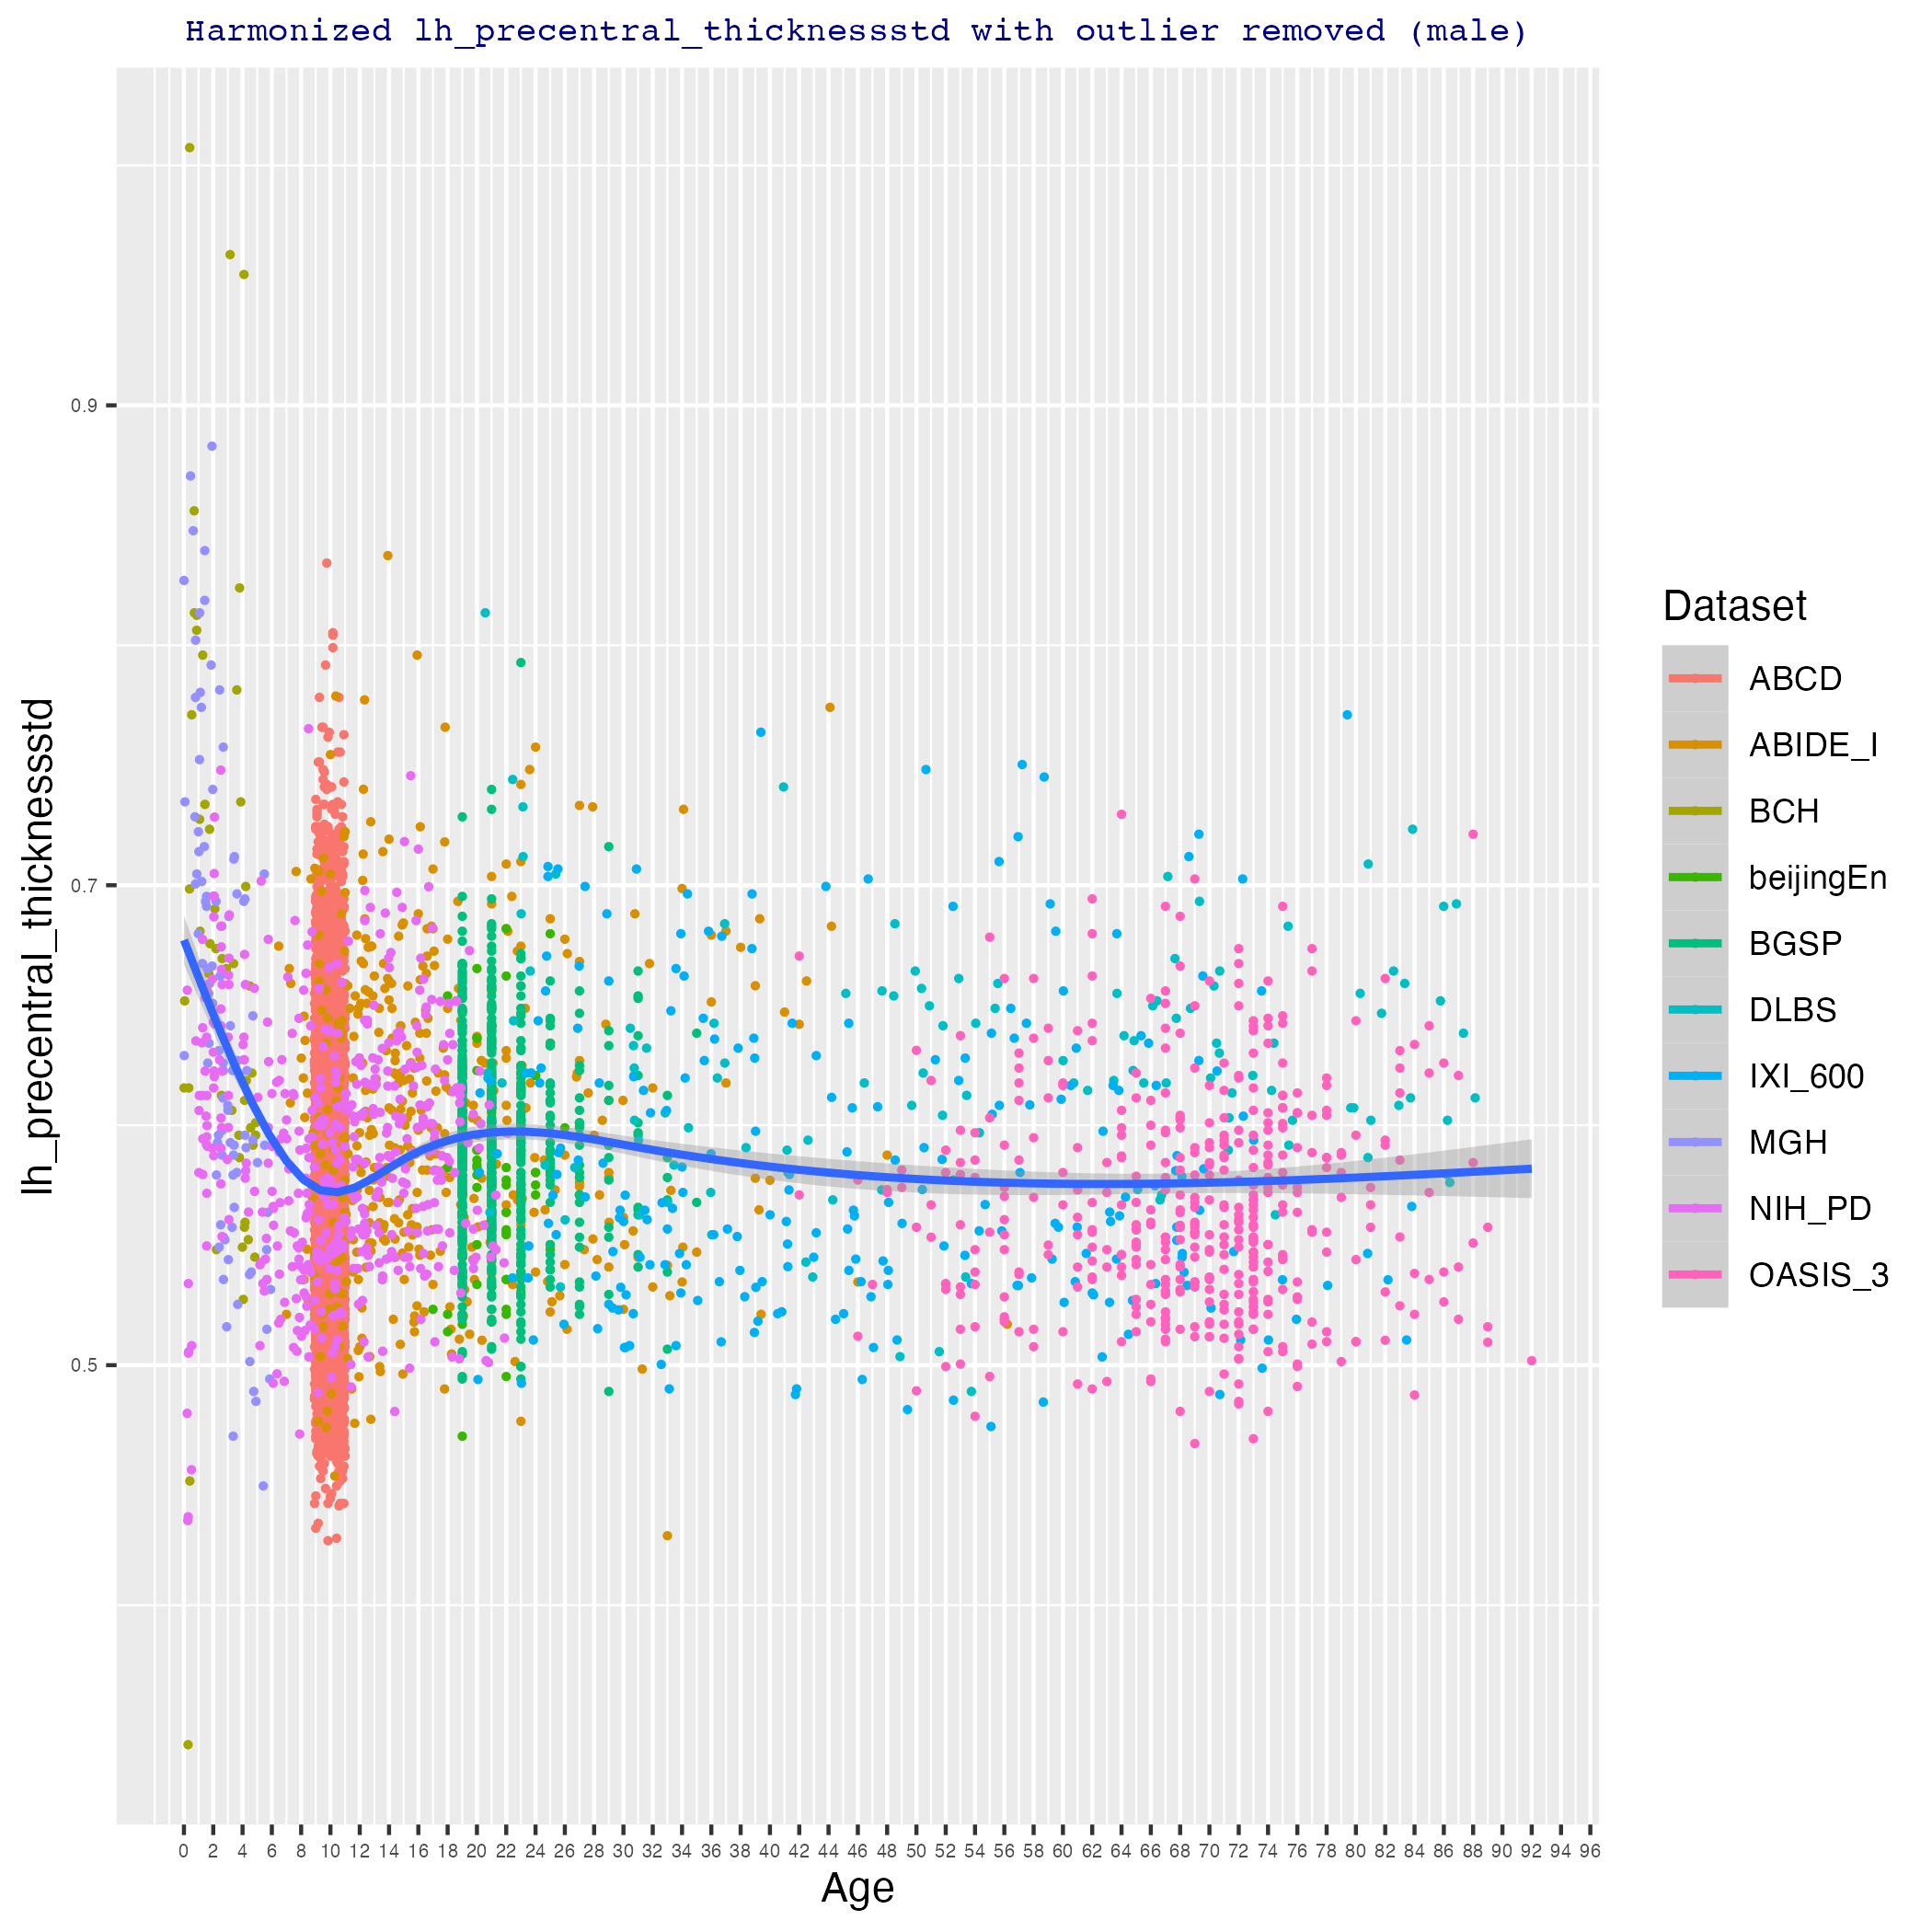 Harmonized lh_precentral_thicknessstd with outlier removed (male)
lh_precentral_thicknessstd
0.9
0.7
0.5
0 2 4 6 8 10 12 14 16 18 20 22 24 26 28 30 32 34 36 38 40 42 44 46 48 50 52 54 56 58 60 62 64 66 68 70 72 74 76 78 80 82 84 86 88 90 92 94 96
Age
Dataset
ABCD
ABIDE_I
BCH
beijingEn
BGSP
DLBS
IXI_600
MGH
NIH_PD
OASIS_3